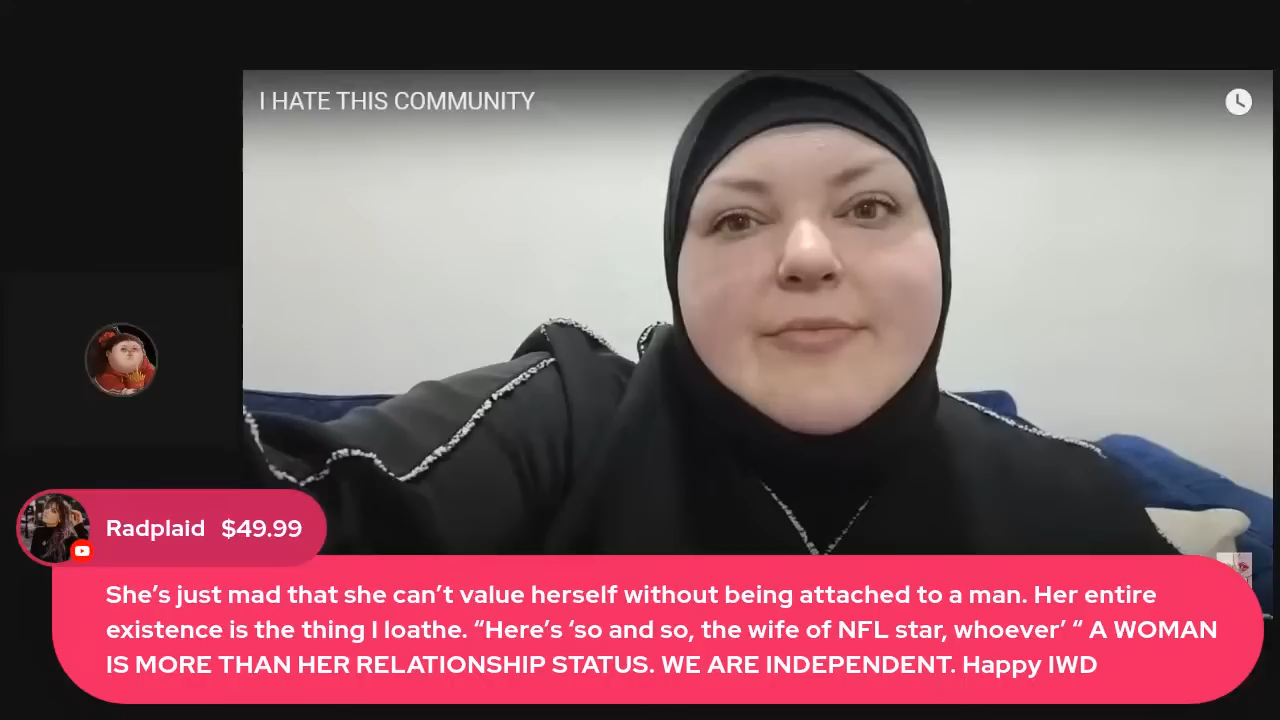 I HATE THIS COMMUNITY
Radplaid $49.99
She’s just mad that she can’t value herself without being attached to a man. Her entire
existence is the thing I loathe. “Here’s ‘so and so, the wife of NFL star, whoever’ “ A WOMAN
IS MORE THAN HER RELATIONSHIP STATUS. WE ARE INDEPENDENT. Happy IWD